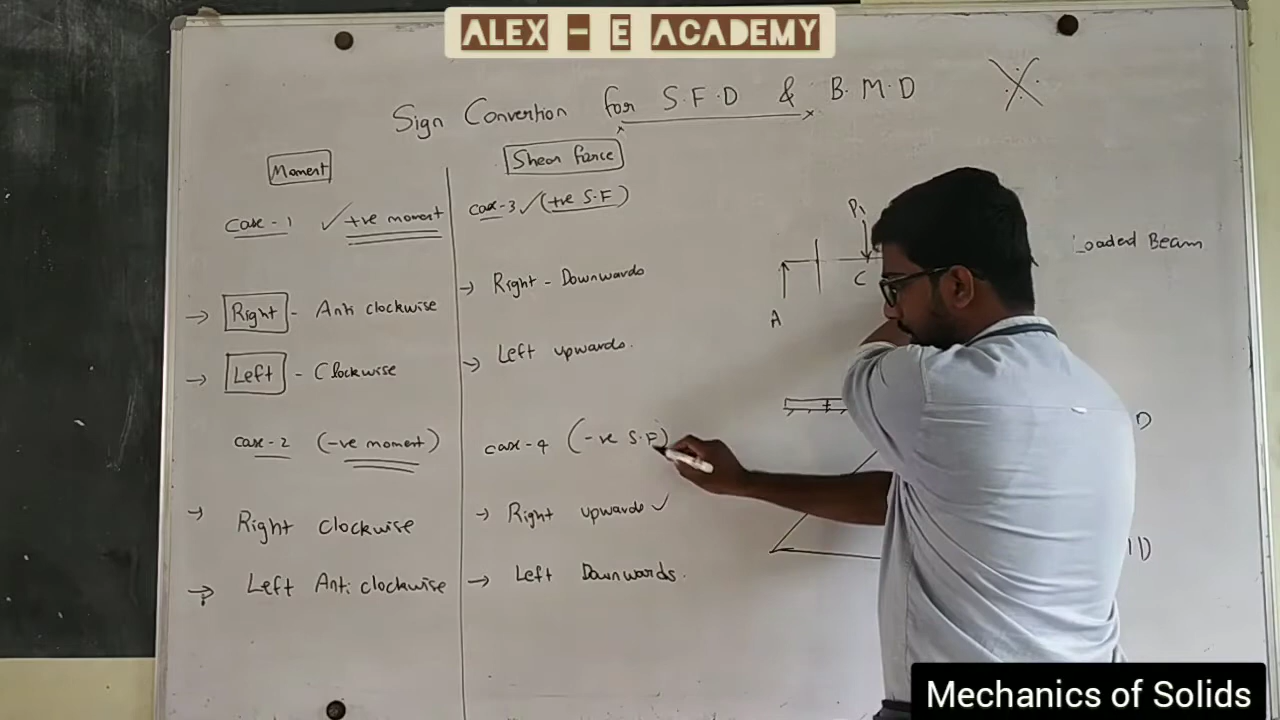 ALEX - E ACADEMY
Sign Convertion for S.F.D & B.M.D
Moment
case - 1 ✓ +ve moment
→ Right - Anti clockwise
→ Left - Clockwise
case - 2 (-ve moment)
→ Right clockwise
→ Left Anti clockwise
Shear force
case-3 ✓ (+ve S.F)
→ Right - Downwards
→ Left upwards.
case - 4 (-ve S.F)
→ Right upwards ✓
→ Left Downwards.
P1
C
A
Loaded Beam
D
D
Mechanics of Solids